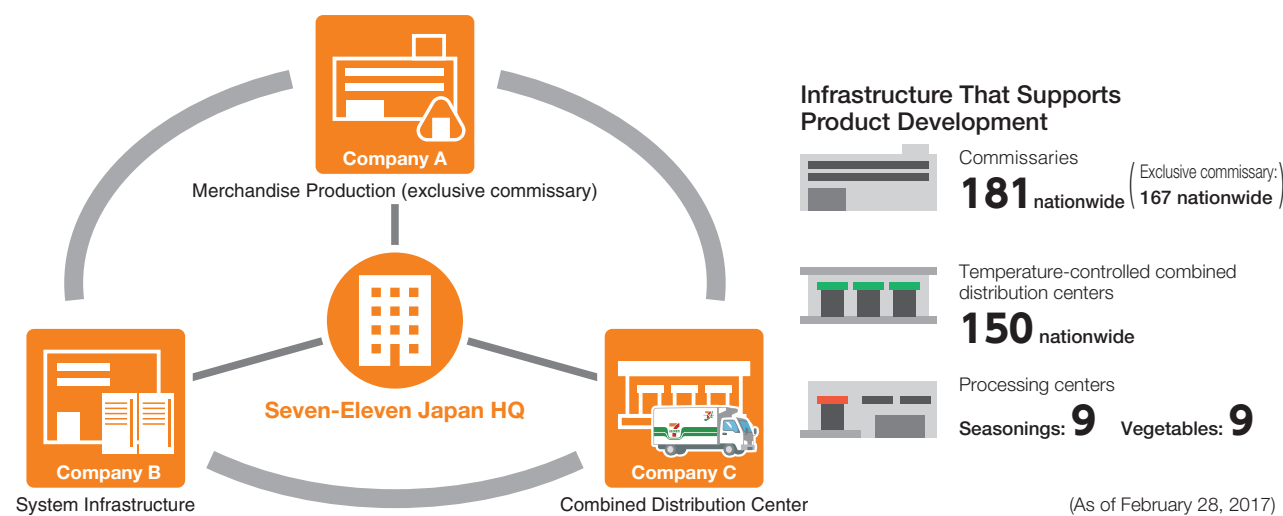 Company A
Merchandise Production (exclusive commissary)
Seven-Eleven Japan HQ
Company B
System Infrastructure
Company C
Combined Distribution Center
Infrastructure That Supports
Product Development
Commissaries
181 nationwide
(Exclusive commissary:
167 nationwide)
Temperature-controlled combined
distribution centers
150 nationwide
Processing centers
Seasonings: 9 Vegetables: 9
(As of February 28, 2017)